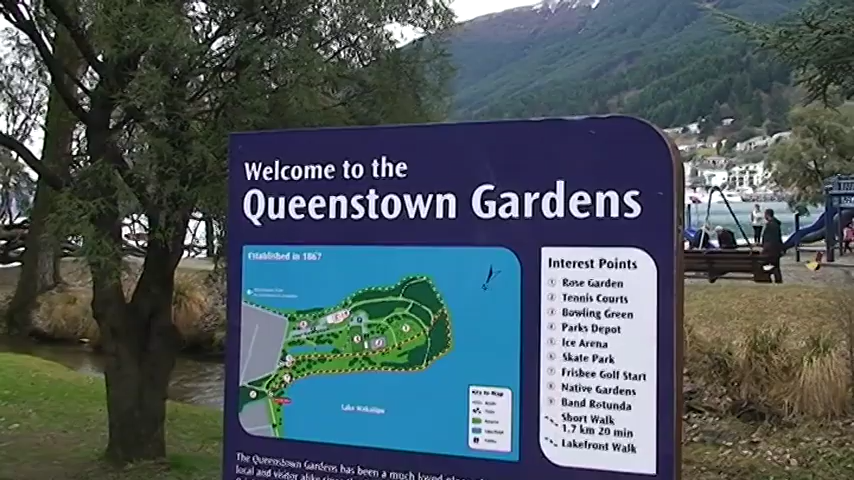 Welcome to the
Queenstown Gardens
Established in 1867
Lake Wakatipu
Key to Map
Interest Points
1 Rose Garden
2 Tennis Courts
3 Bowling Green
4 Parks Depot
5 Ice Arena
6 Skate Park
7 Frisbee Golf Start
8 Native Gardens
9 Band Rotunda
Short Walk
1.7 km 20 min
Lakefront Walk
The Queenstown Gardens has been a much loved
local and visitor alike since